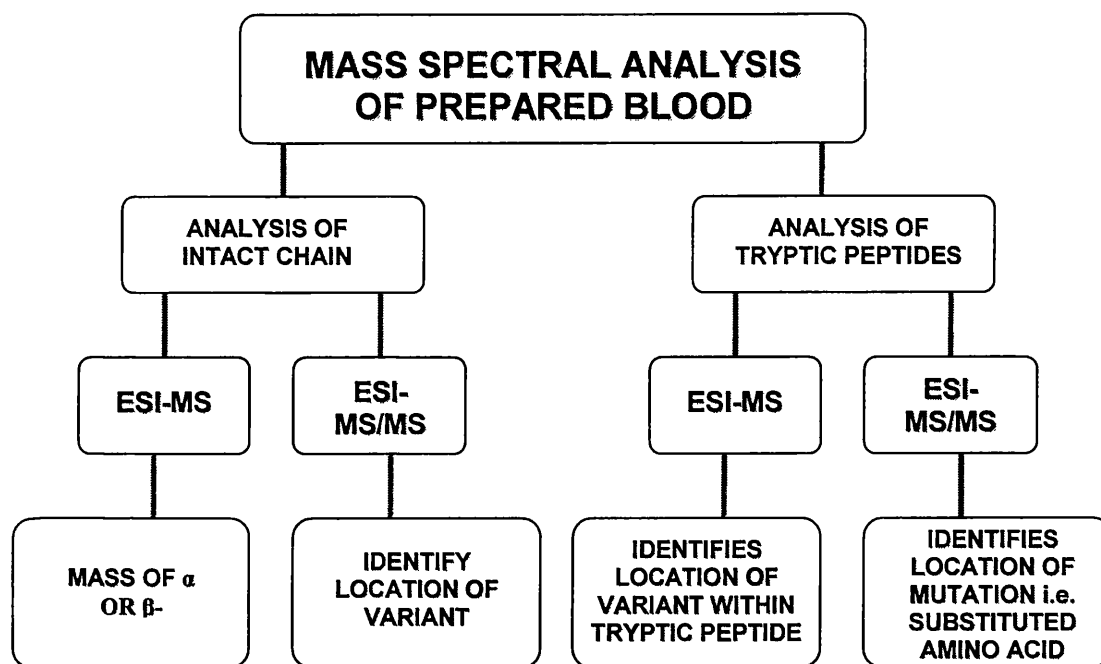 MASS SPECTRAL ANALYSIS
OF PREPARED BLOOD
ANALYSIS OF
INTACT CHAIN
ANALYSIS OF
TRYPTIC PEPTIDES
ESI-MS
ESI-
MS/MS
ESI-MS
ESI-
MS/MS
MASS OF α
OR β-
IDENTIFY
LOCATION OF
VARIANT
IDENTIFIES
LOCATION OF
VARIANT WITHIN
TRYPTIC PEPTIDE
IDENTIFIES
LOCATION OF
MUTATION i.e.
SUBSTITUTED
AMINO ACID